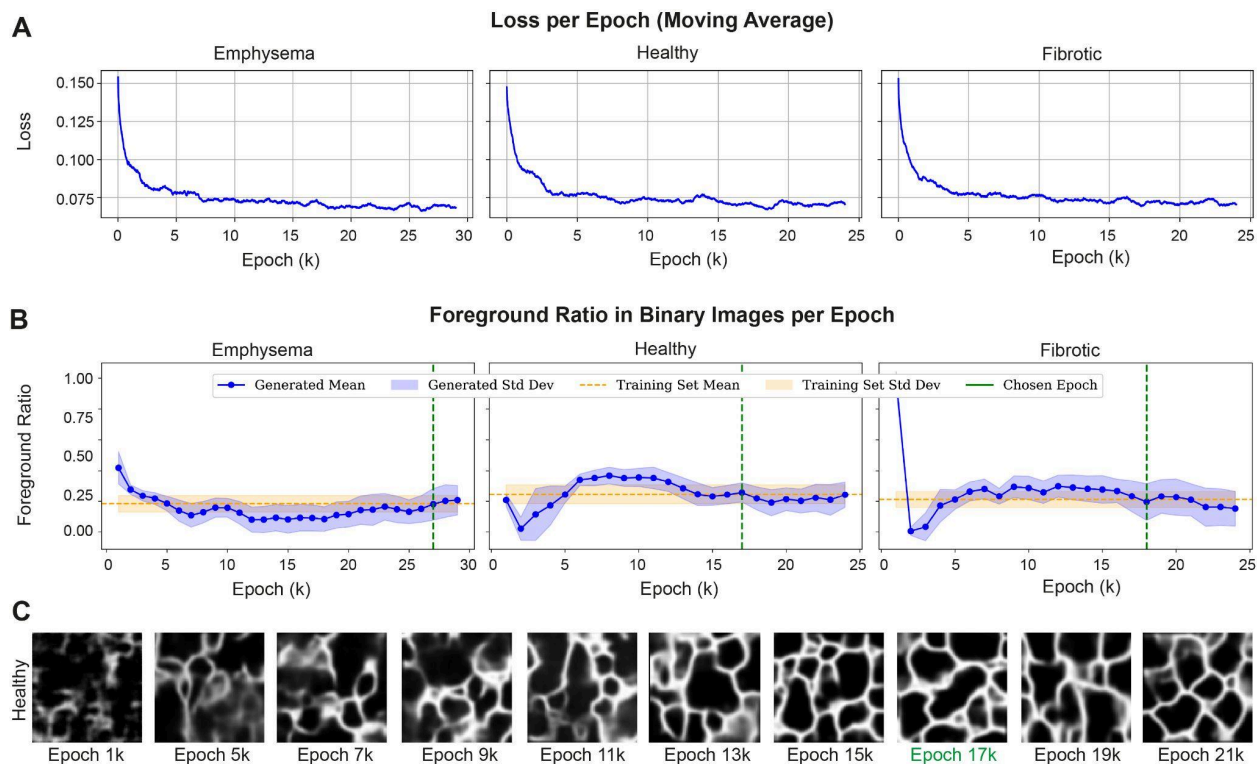 A
Loss per Epoch (Moving Average)
Emphysema Healthy Fibrotic
Loss
0.150
0.125
0.100
0.075
0 5 10 15 20 25 30
0 5 10 15 20 25
0 5 10 15 20 25
Epoch (k) Epoch (k) Epoch (k)
B
Foreground Ratio in Binary Images per Epoch
Emphysema Healthy Fibrotic
Generated Mean Generated Std Dev Training Set Mean Training Set Std Dev Chosen Epoch
Foreground Ratio
1.00
0.75
0.50
0.25
0.00
0 5 10 15 20 25 30
0 5 10 15 20 25
0 5 10 15 20 25
Epoch (k) Epoch (k) Epoch (k)
C
Healthy
Epoch 1k Epoch 5k Epoch 7k Epoch 9k Epoch 11k Epoch 13k Epoch 15k Epoch 17k Epoch 19k Epoch 21k